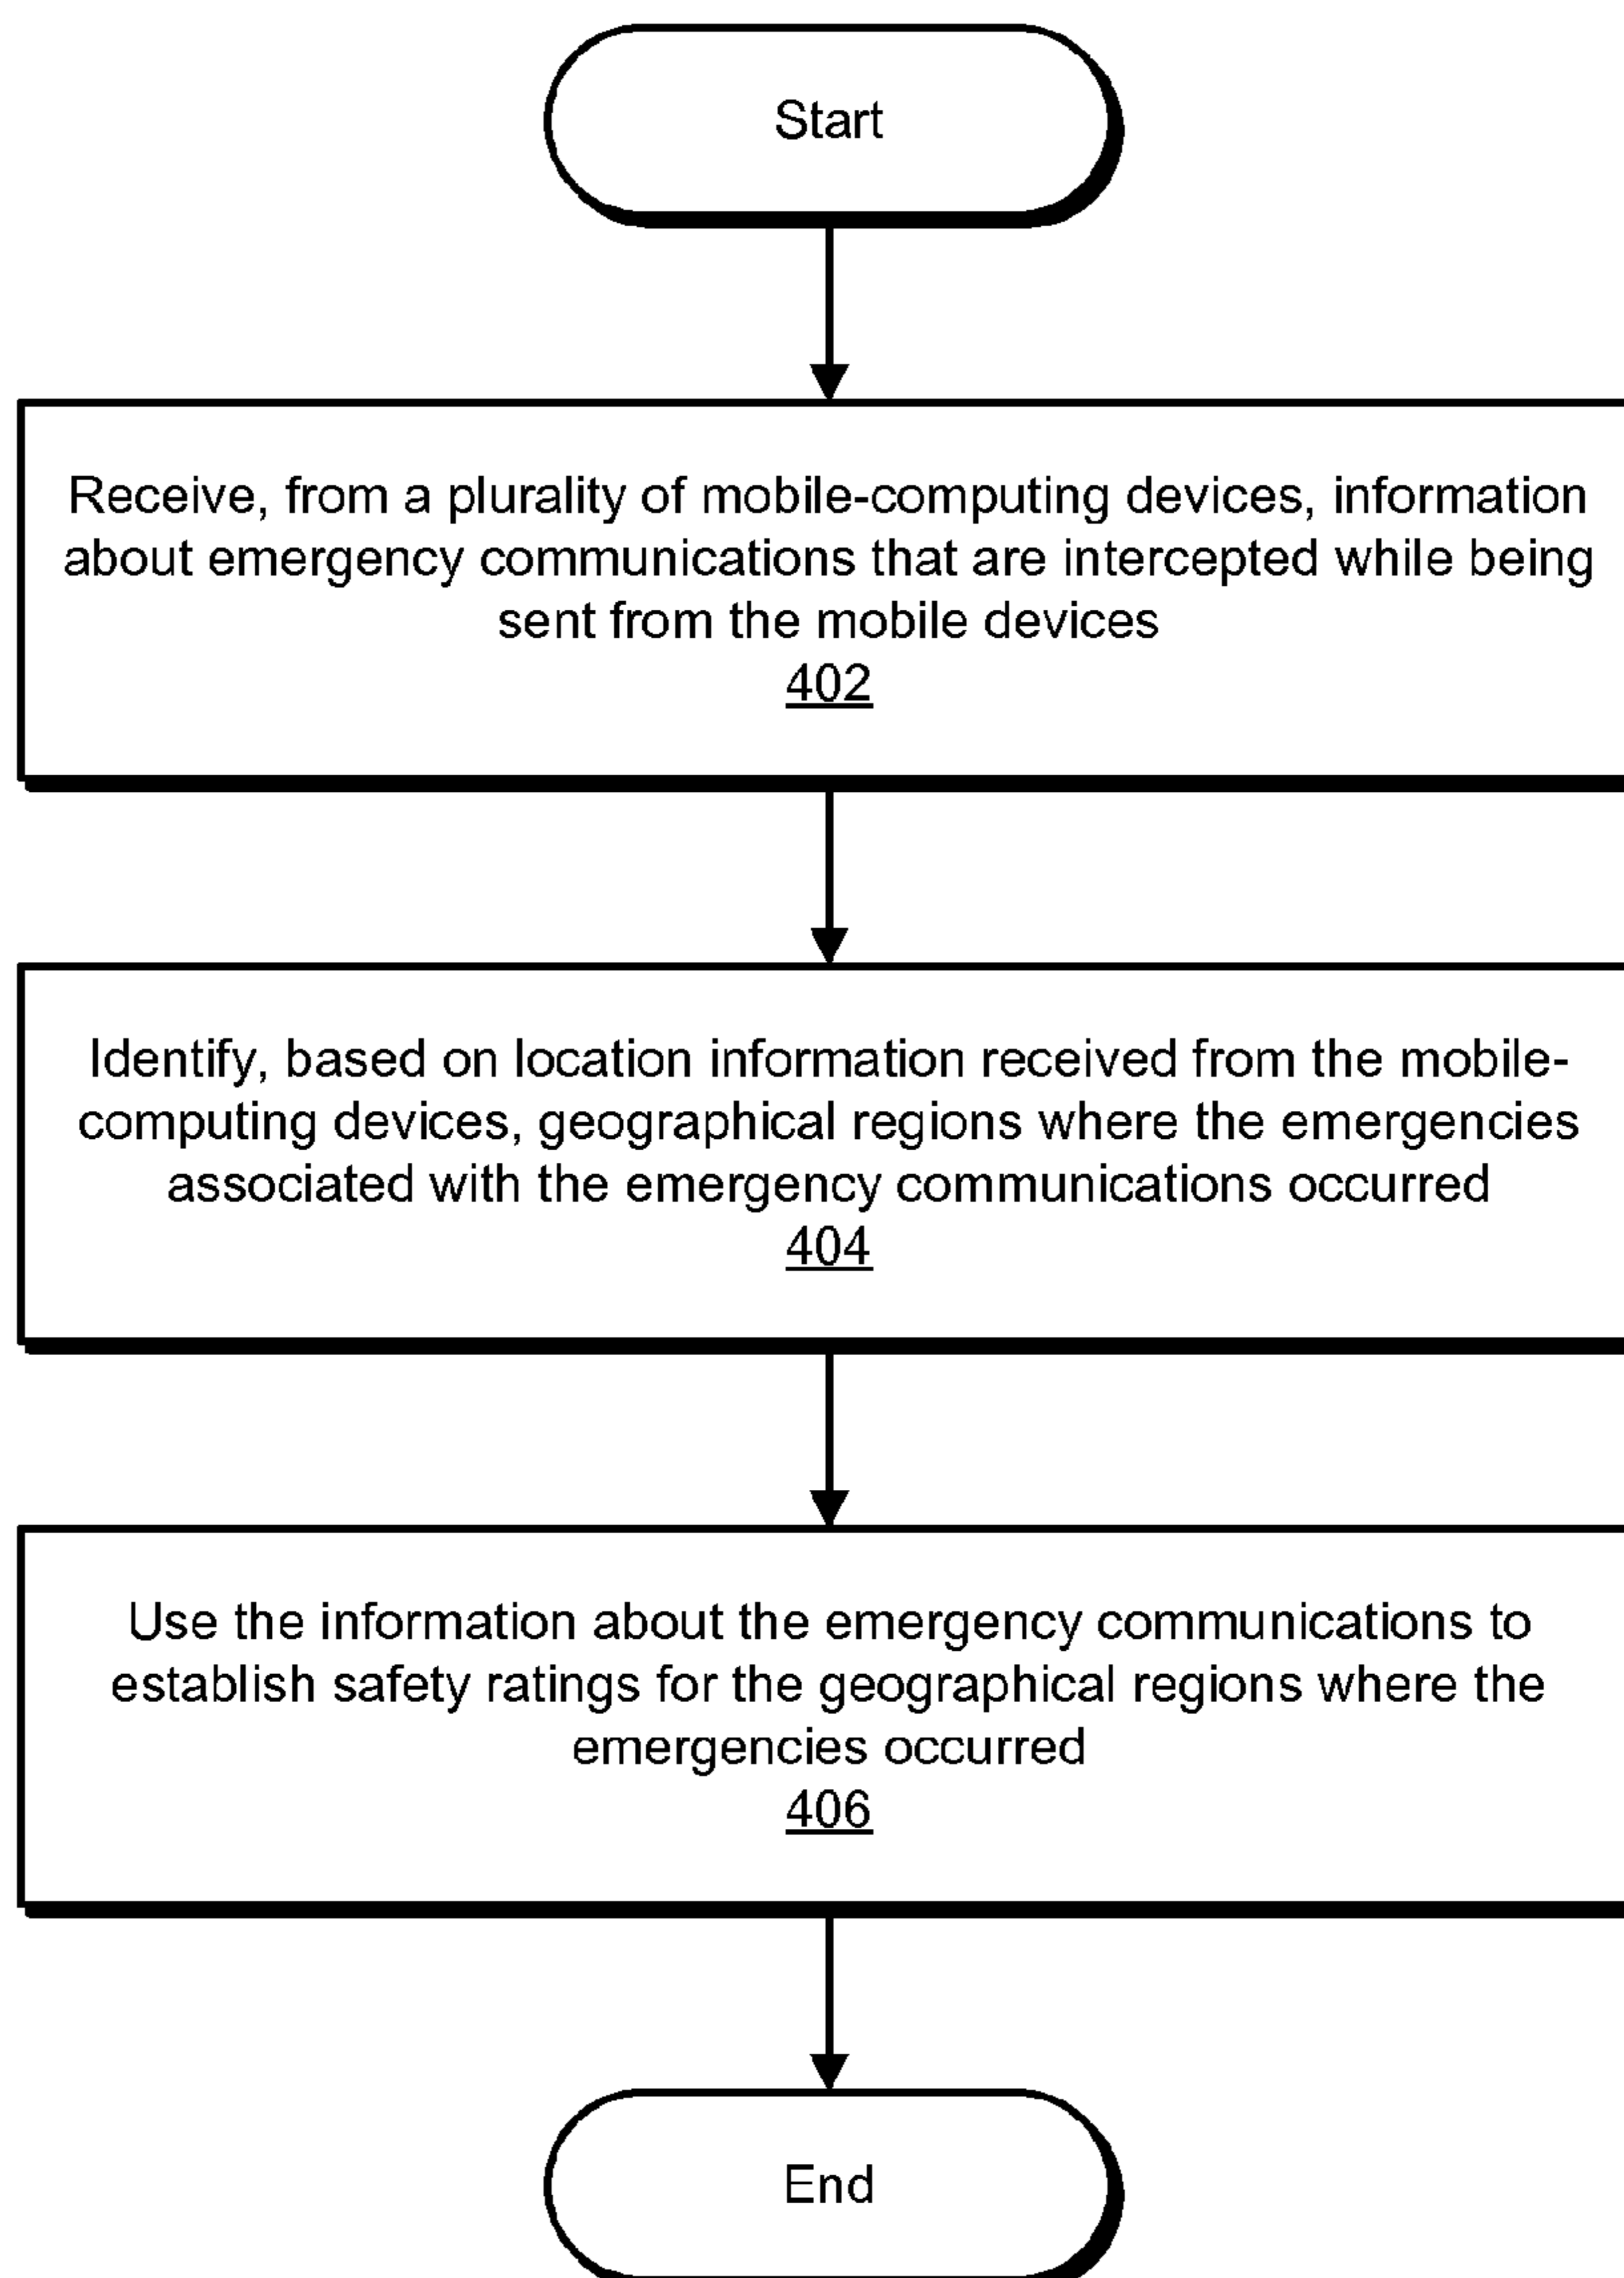 Start
Receive, from a plurality of mobile-computing devices, information
about emergency communications that are intercepted while being
sent from the mobile devices
402
Identify, based on location information received from the mobile-
computing devices, geographical regions where the emergencies
associated with the emergency communications occurred
404
Use the information about the emergency communications to
establish safety ratings for the geographical regions where the
emergencies occurred
406
End